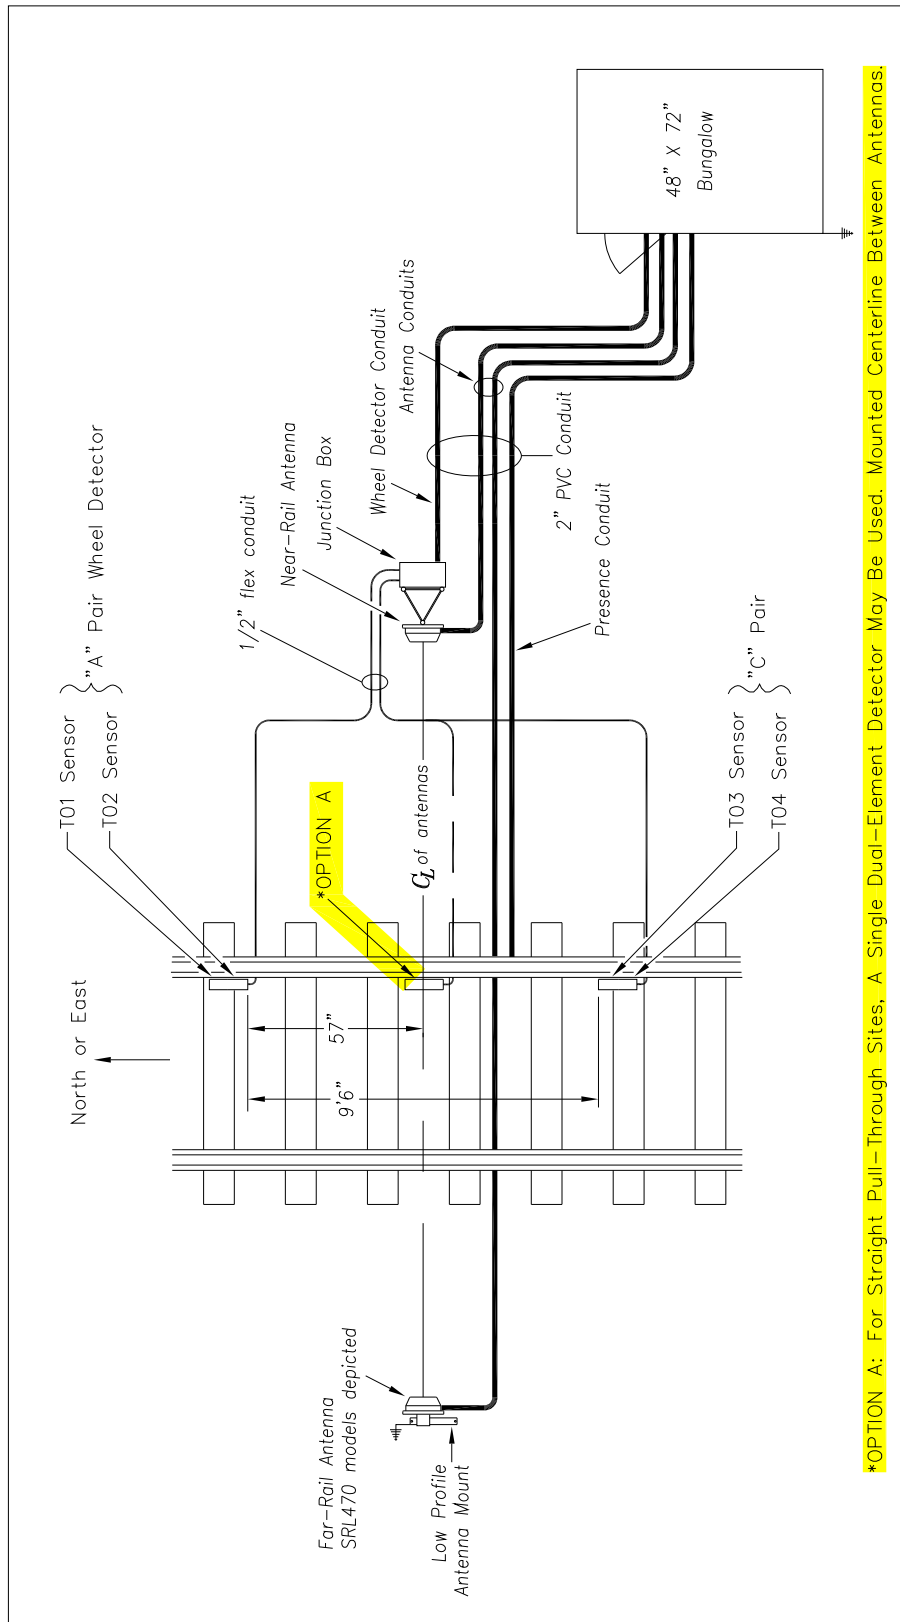 North or East
T01 Sensor
T02 Sensor
"A" Pair Wheel Detector
1/2" flex conduit
Near-Rail Antenna
Junction Box
Wheel Detector Conduit
Antenna Conduits
48" X 72"
Bungalow
2" PVC Conduit
Presence Conduit
*OPTION A
CL of antennas
57"
9'6"
T03 Sensor
T04 Sensor
"C" Pair
Far-Rail Antenna
SRL470 models depicted
Low Profile
Antenna Mount
*OPTION A: For Straight Pull-Through Sites, A Single Dual-Element Detector May Be Used. Mounted Centerline Between Antennas.